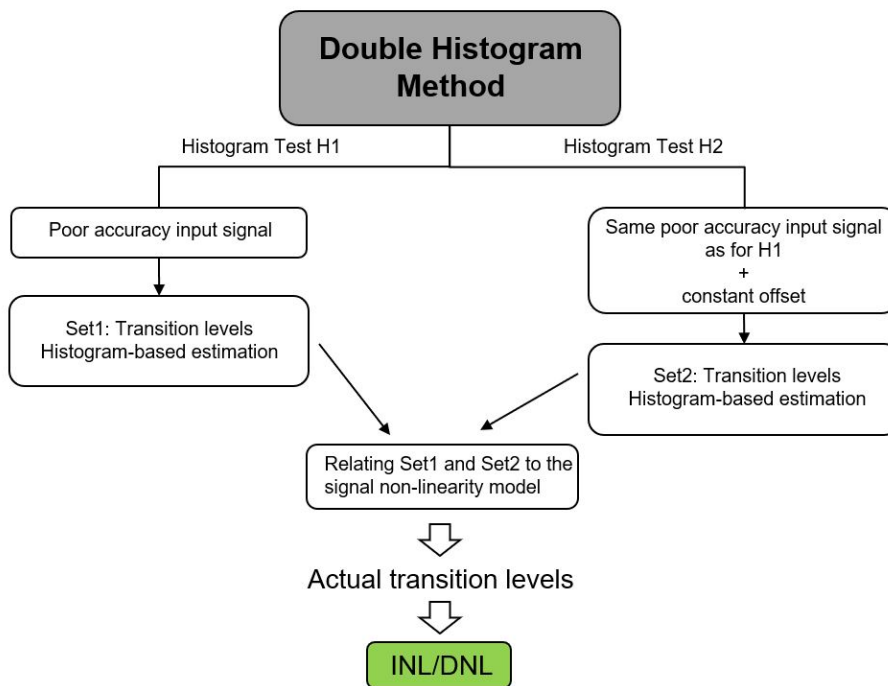 Double Histogram
Method
Histogram Test H1
Histogram Test H2
Poor accuracy input signal
Same poor accuracy input signal
as for H1
+
constant offset
Set1: Transition levels
Histogram-based estimation
Set2: Transition levels
Histogram-based estimation
Relating Set1 and Set2 to the
signal non-linearity model
Actual transition levels
INL/DNL